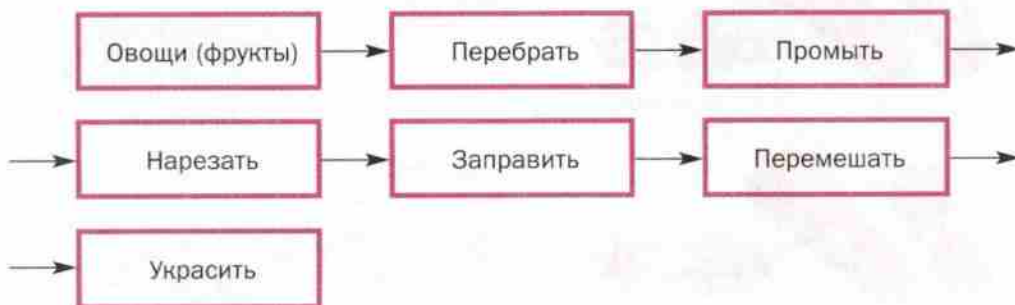 Овощи (фрукты) Перебрать Промыть
Нарезать Заправить Перемешать
Украсить